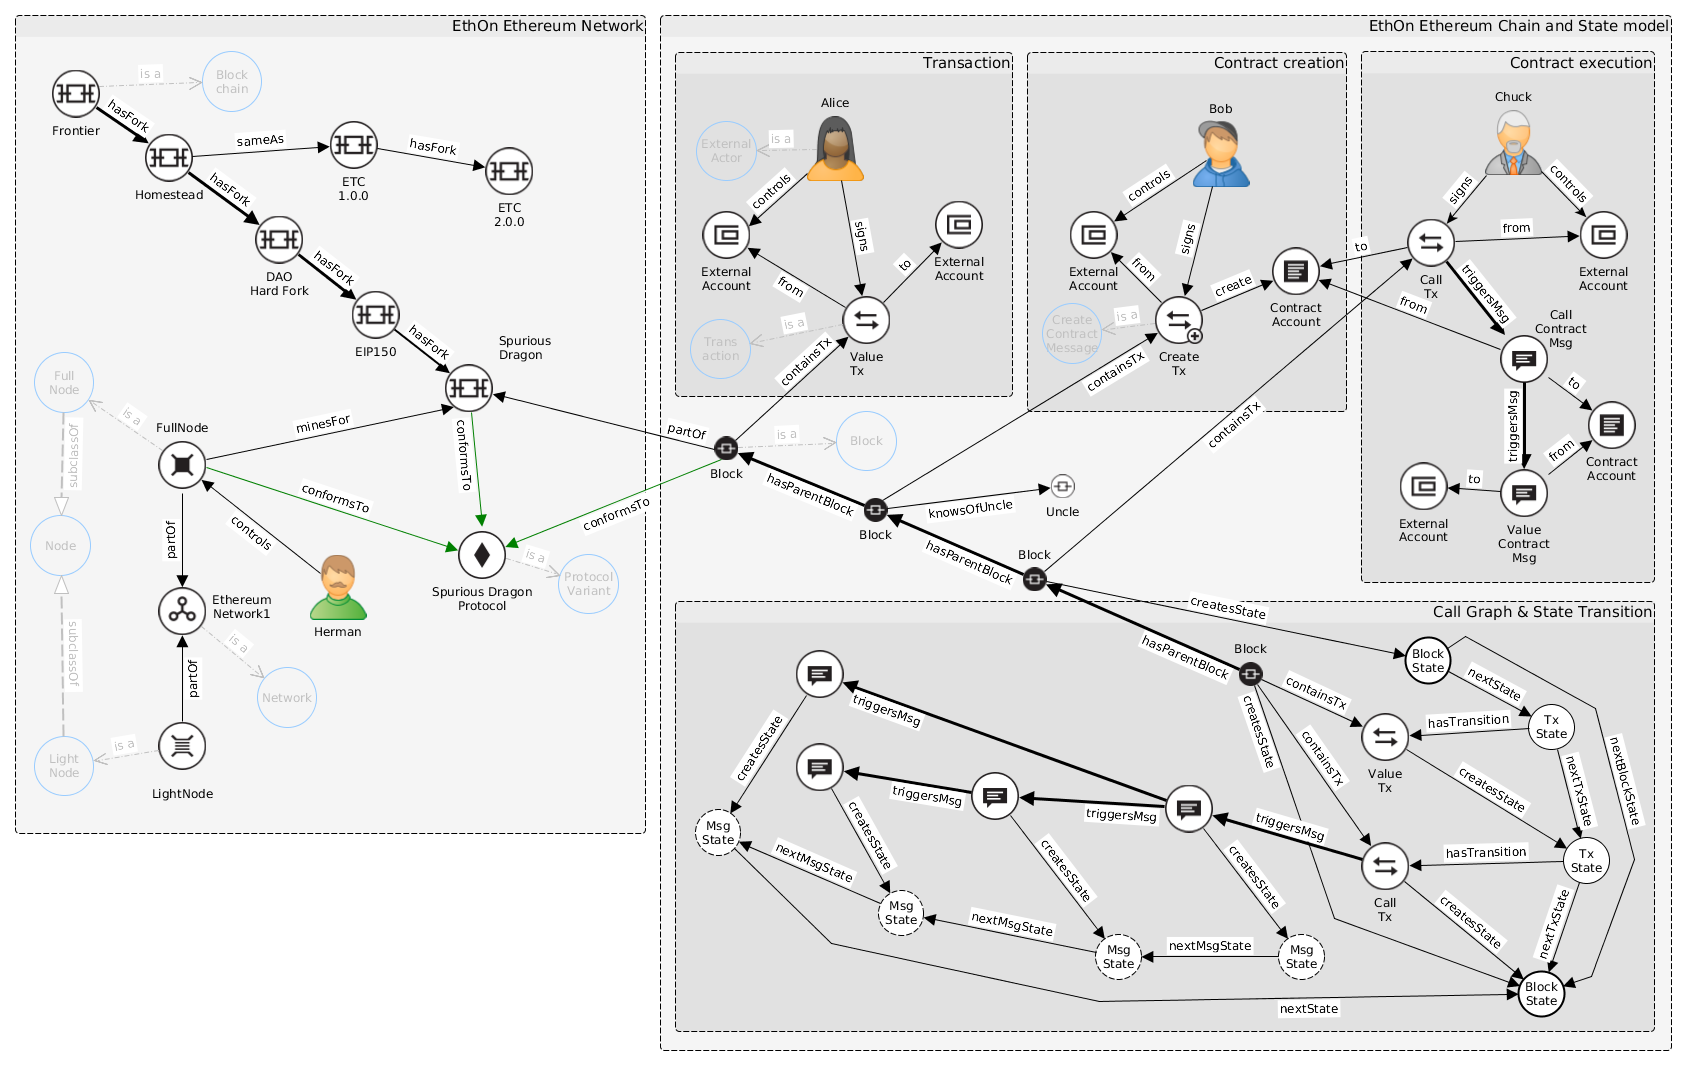 EthOn Ethereum Network
is a
Block
chain
hasFork
Frontier
sameAs
hasFork
Homestead
ETC
1.0.0
ETC
2.0.0
hasFork
DAO
Hard Fork
hasFork
EIP150
hasFork
Spurious
Dragon
Full
Node
is a
subclassOf
FullNode
minesFor
conformsTo
conformsTo
partOf
controls
Node
Spurious Dragon
Protocol
is a
Protocol
Variant
Ethereum
Network1
Herman
is a
subclassOf
partOf
Network
Light
Node
is a
LightNode
EthOn Ethereum Chain and State model
Transaction
Alice
External
Actor
is a
controls
signs
External
Account
External
Account
from
to
Trans
action
is a
Value
Tx
containsTx
Contract creation
Bob
controls
signs
External
Account
from
create
Contract
Account
Create
Contract
Message
is a
Create
Tx
containsTx
Contract execution
Chuck
signs
controls
to
from
Call
Tx
External
Account
triggersMsg
from
Call
Contract
Msg
to
triggersMsg
from
Contract
Account
to
External
Account
Value
Contract
Msg
containsTx
partOf
is a
Block
Block
conformsTo
hasParentBlock
knowsOfUncle
Uncle
Block
hasParentBlock
Block
createsState
hasParentBlock
Block
Call Graph & State Transition
Block
State
nextState
containsTx
createsState
containsTx
hasTransition
Tx
State
nextBlockState
Value
Tx
nextTxState
createsState
triggersMsg
createsState
triggersMsg
triggersMsg
triggersMsg
Msg
State
createsState
createsState
createsState
hasTransition
Tx
State
nextMsgState
Call
Tx
createsState
nextTxState
Msg
State
nextMsgState
Msg
State
nextMsgState
Msg
State
Block
State
nextState